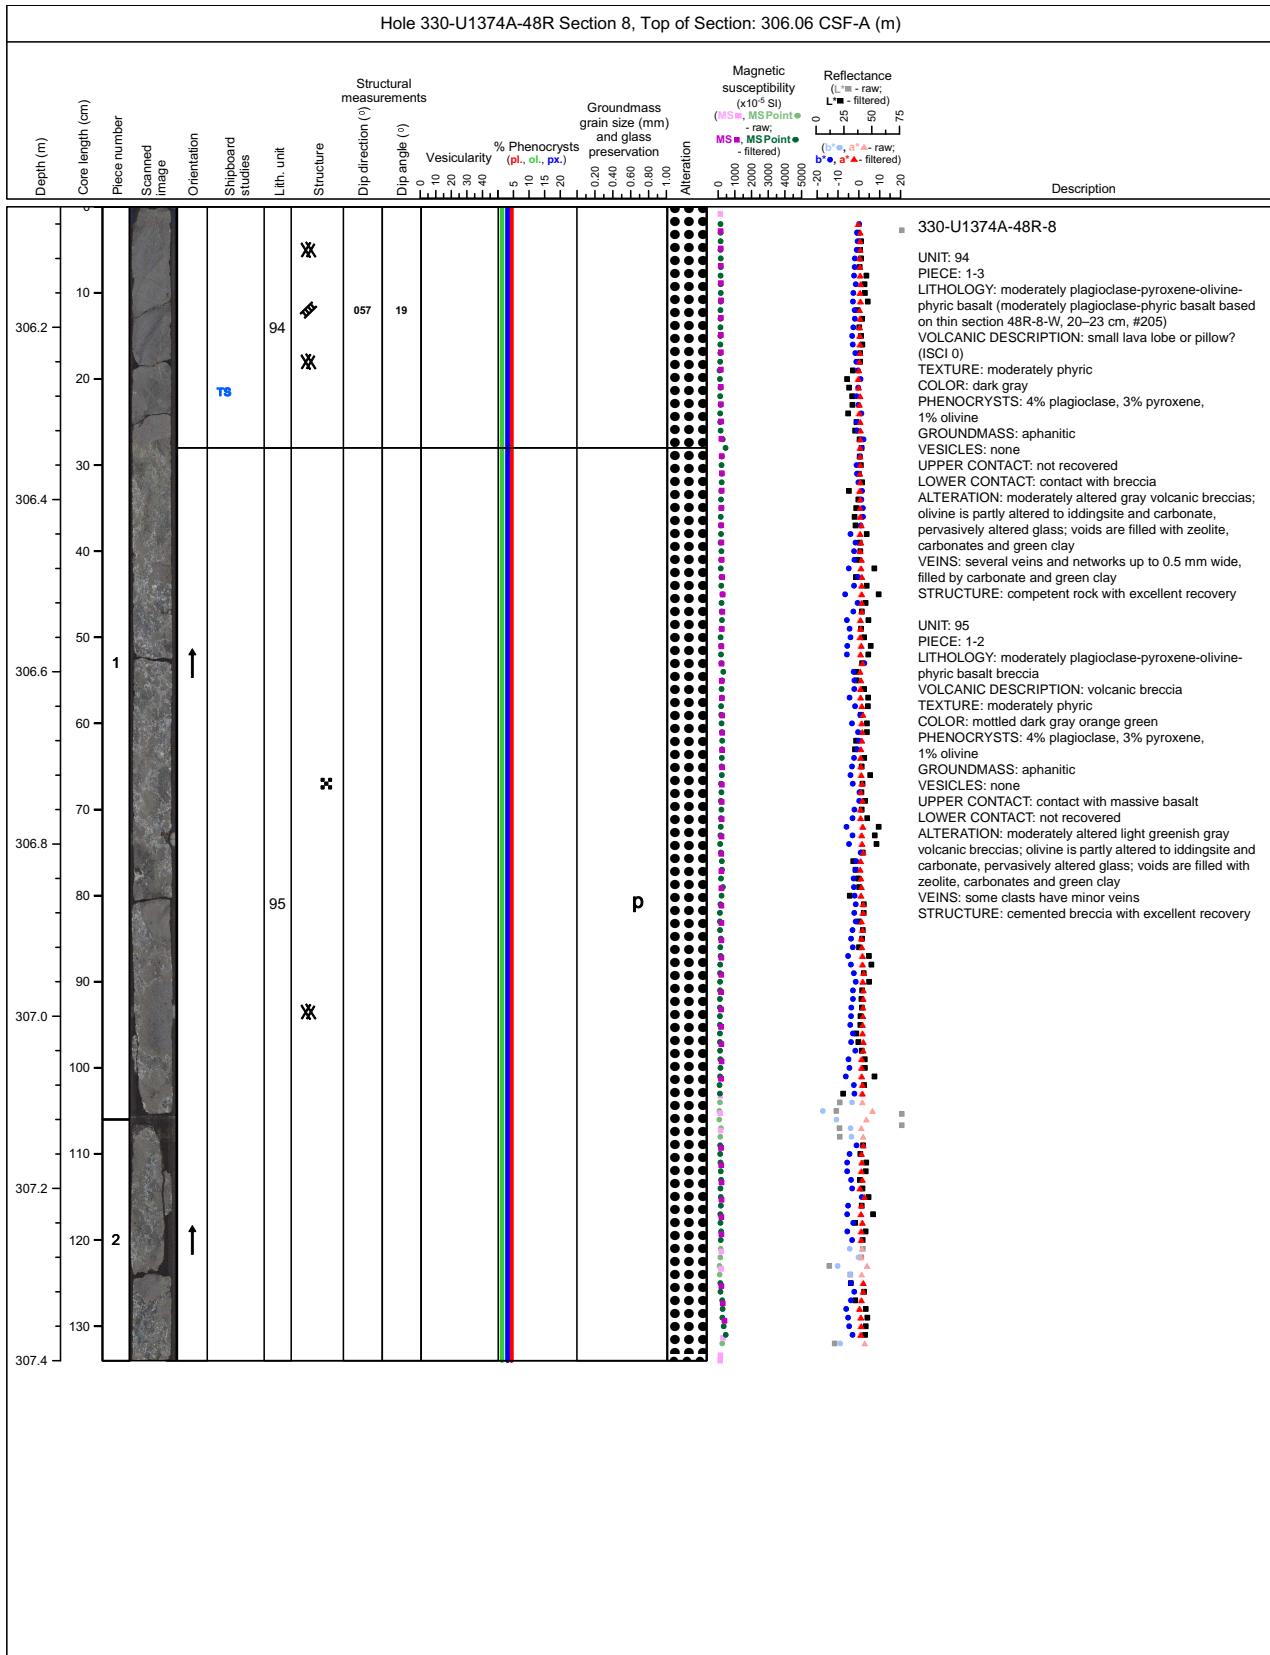 Hole 330-U1374A-48R Section 8, Top of Section: 306.06 CSF-A (m)
Depth (m)
Core length (cm)
Piece number
Scanned
image
Orientation
Shipboard
studies
Lith. unit
Structure
Structural
measurements
Dip direction (⁰)
Dip angle (⁰)
Vesicularity
0 10 20 30 40
% Phenocrysts
(pl., ol., px.)
5 10 15 20
Groundmass
grain size (mm)
and glass
preservation
0.20 0.40 0.60 0.80 1.00
Alteration
Magnetic
susceptibility
(x10⁻⁵ SI)
(MS■, MSPoint●
- raw;
MS■, MSPoint●
- filtered)
0 1000 2000 3000 4000 5000
Reflectance
(L*■ - raw;
L*■ - filtered)
0 25 50 75
(b*●, a*▲- raw;
b*●, a*▲- filtered)
-20 -10 0 10 20
Description
0
10
20
30
40
50
60
70
80
90
100
110
120
130
306.2
306.4
306.6
306.8
307.0
307.2
307.4
1
2
TS
94
95
057
19
p
330-U1374A-48R-8
UNIT: 94
PIECE: 1-3
LITHOLOGY: moderately plagioclase-pyroxene-olivine-
phyric basalt (moderately plagioclase-phyric basalt based
on thin section 48R-8-W, 20–23 cm, #205)
VOLCANIC DESCRIPTION: small lava lobe or pillow?
(ISCI 0)
TEXTURE: moderately phyric
COLOR: dark gray
PHENOCRYSTS: 4% plagioclase, 3% pyroxene,
1% olivine
GROUNDMASS: aphanitic
VESICLES: none
UPPER CONTACT: not recovered
LOWER CONTACT: contact with breccia
ALTERATION: moderately altered gray volcanic breccias;
olivine is partly altered to iddingsite and carbonate,
pervasively altered glass; voids are filled with zeolite,
carbonates and green clay
VEINS: several veins and networks up to 0.5 mm wide,
filled by carbonate and green clay
STRUCTURE: competent rock with excellent recovery
UNIT: 95
PIECE: 1-2
LITHOLOGY: moderately plagioclase-pyroxene-olivine-
phyric basalt breccia
VOLCANIC DESCRIPTION: volcanic breccia
TEXTURE: moderately phyric
COLOR: mottled dark gray orange green
PHENOCRYSTS: 4% plagioclase, 3% pyroxene,
1% olivine
GROUNDMASS: aphanitic
VESICLES: none
UPPER CONTACT: contact with massive basalt
LOWER CONTACT: not recovered
ALTERATION: moderately altered light greenish gray
volcanic breccias; olivine is partly altered to iddingsite and
carbonate, pervasively altered glass; voids are filled with
zeolite, carbonates and green clay
VEINS: some clasts have minor veins
STRUCTURE: cemented breccia with excellent recovery